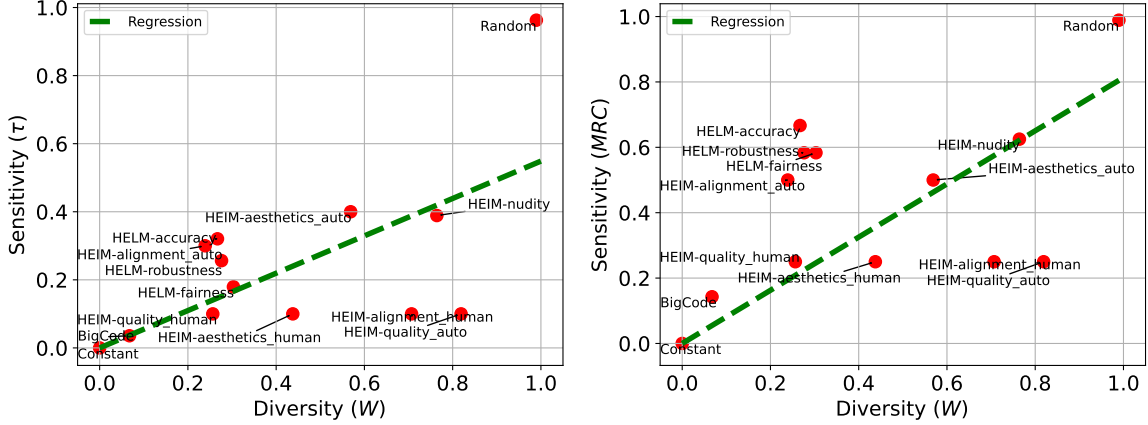 Regression
Random
HEIM-nudity
HEIM-aesthetics_auto
HELM-accuracy
HEIM-alignment_auto
HELM-robustness
HELM-fairness
HEIM-quality_human
HEIM-alignment_human
HEIM-quality_auto
BigCode
HEIM-aesthetics_human
Constant
1.0
0.8
0.6
0.4
0.2
0.0
0.0 0.2 0.4 0.6 0.8 1.0
Sensitivity (τ)
Diversity (W)
Regression
Random
HELM-accuracy
HEIM-nudity
HELM-robustness
HELM-fairness
HEIM-aesthetics_auto
HEIM-alignment_auto
HEIM-quality_human
HEIM-alignment_human
HEIM-aesthetics_human
HEIM-quality_auto
BigCode
Constant
1.0
0.8
0.6
0.4
0.2
0.0
0.0 0.2 0.4 0.6 0.8 1.0
Sensitivity (MRC)
Diversity (W)